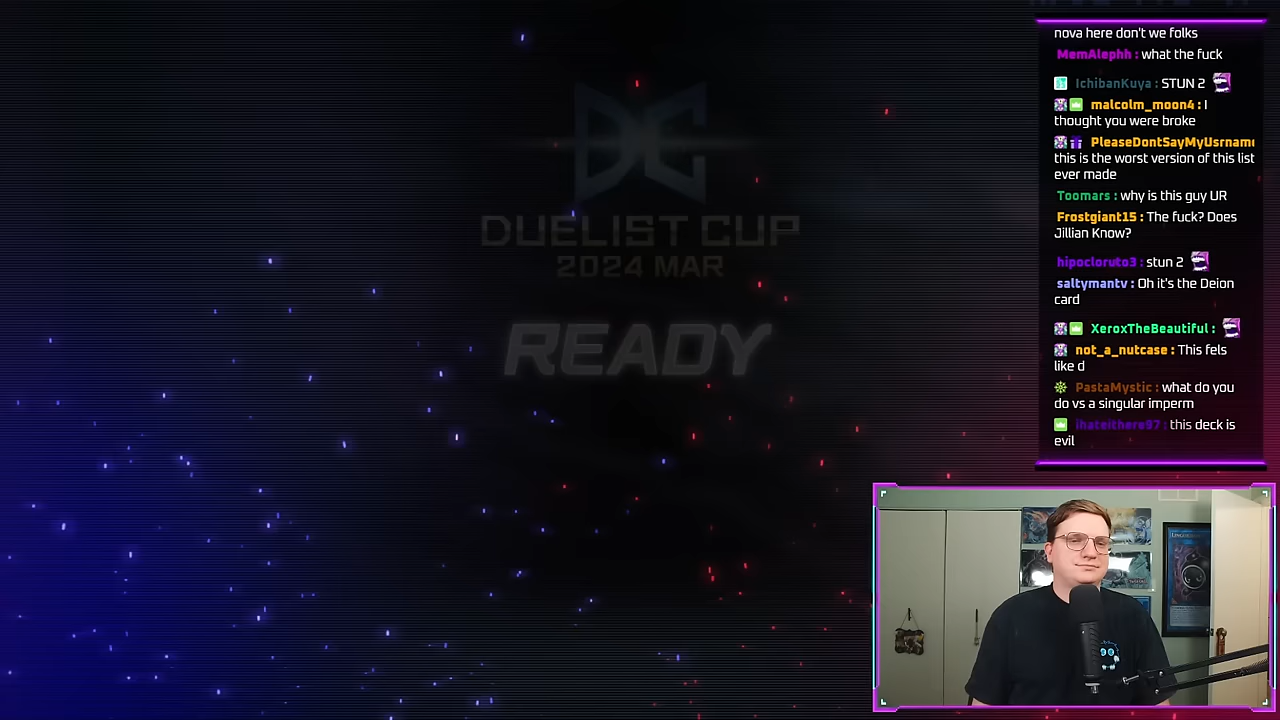 nova here don't we folks
MemAlephh : what the fuck
IchibanKuya : STUN 2
malcolm_moon4 : I
thought you were broke
PleaseDontSayMyUsrnam
this is the worst version of this list
ever made
Toomars : why is this guy UR
Frostgiant15 : The fuck? Does
Jillian Know?
hipocloruto3 : stun 2
saltymantv : Oh it's the Deion
card
XeroxTheBeautiful :
not_a_nutcase : This fels
like d
PastaMystic : what do you
do vs a singular imperm
ihateithere97 : this deck is
evil
DC
DUELIST CUP
2024 MAR
READY